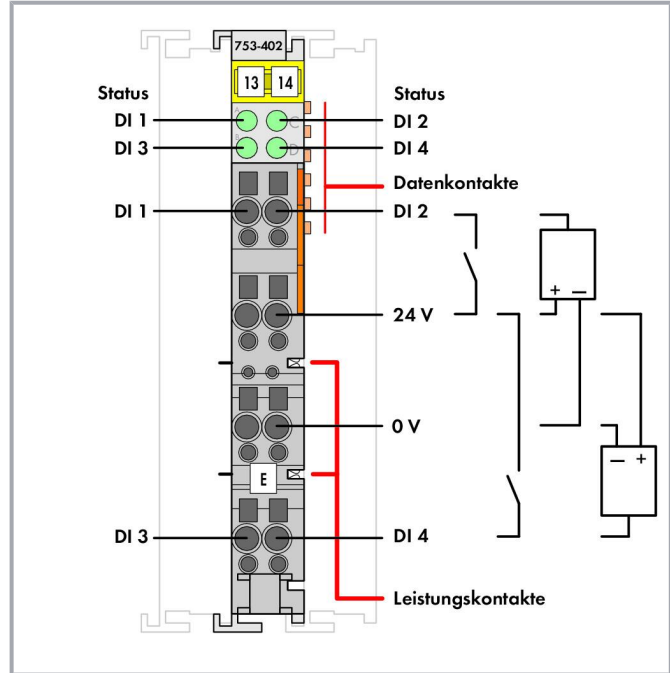 753-402
13 14
Status
Status
A C
DI 1
DI 2
B D
DI 3
DI 4
Datenkontakte
DI 1
DI 2
+ —
24 V
0 V
— +
E
DI 3
DI 4
Leistungskontakte